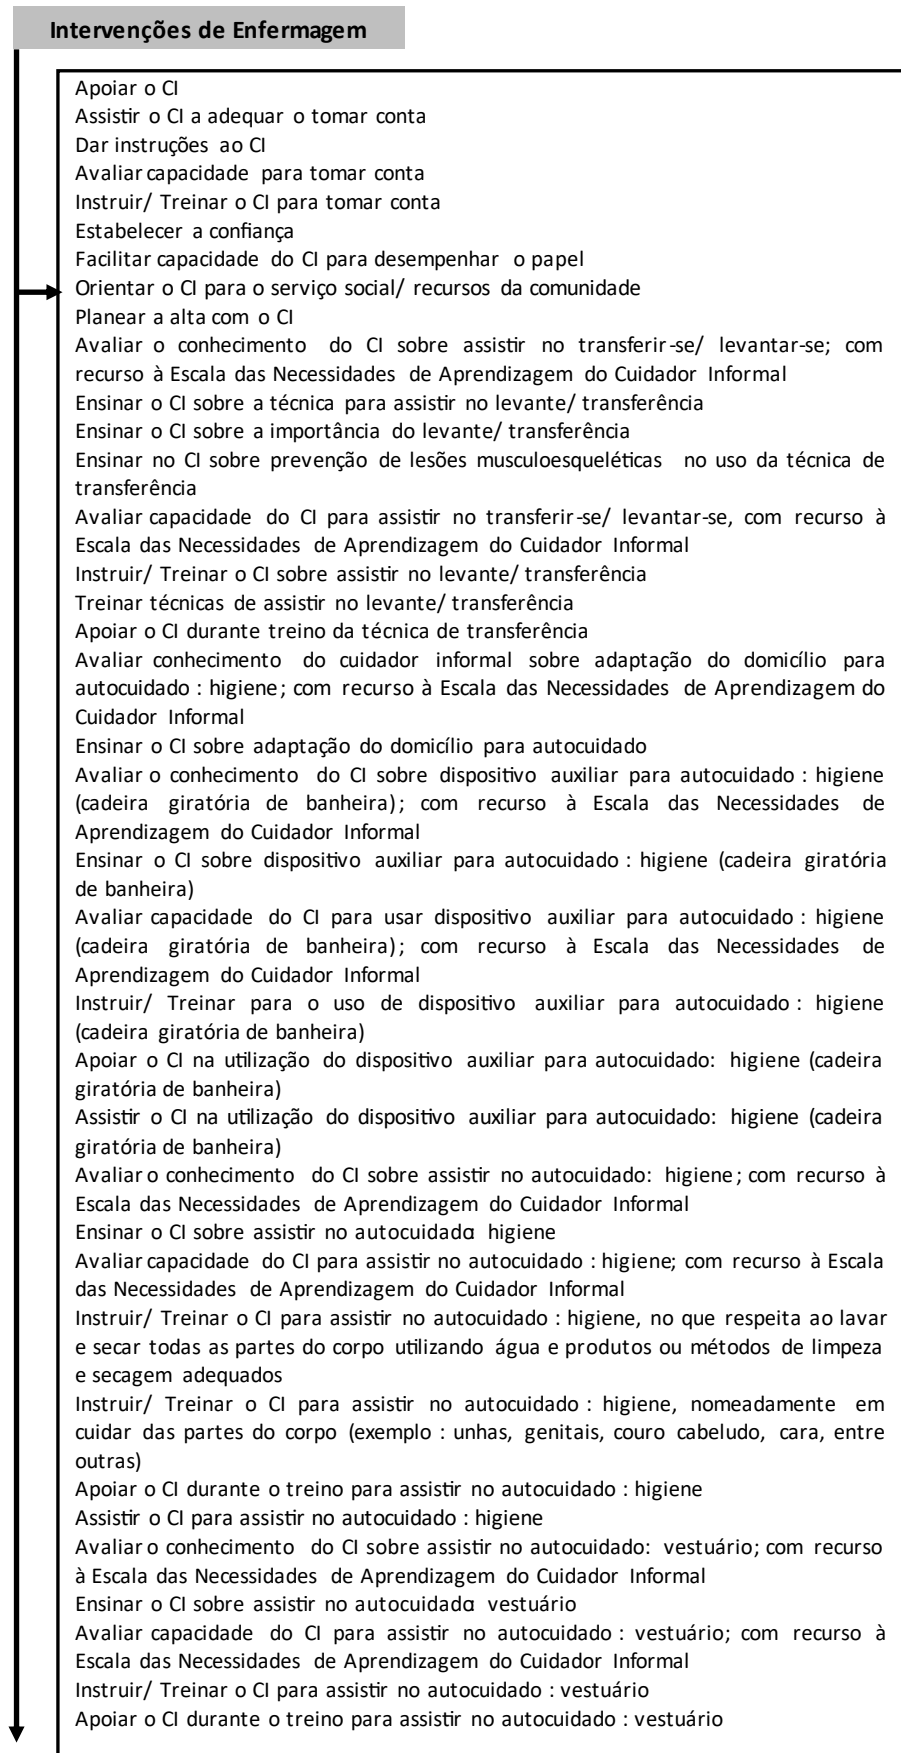 Intervenções de Enfermagem
Apoiar o CI
Assistir o CI a adequar o tomar conta
Dar instruções ao CI
Avaliar capacidade para tomar conta
Instruir/ Treinar o CI para tomar conta
Estabelecer a confiança
Facilitar capacidade do CI para desempenhar o papel
Orientar o CI para o serviço social/ recursos da comunidade
Planear a alta com o CI
Avaliar o conhecimento do CI sobre assistir no transferir-se/ levantar-se; com
recurso à Escala das Necessidades de Aprendizagem do Cuidador Informal
Ensinar o CI sobre a técnica para assistir no levante/ transferência
Ensinar o CI sobre a importância do levante/ transferência
Ensinar no CI sobre prevenção de lesões musculoesqueléticas no uso da técnica de
transferência
Avaliar capacidade do CI para assistir no transferir-se/ levantar-se, com recurso à
Escala das Necessidades de Aprendizagem do Cuidador Informal
Instruir/ Treinar o CI sobre assistir no levante/ transferência
Treinar técnicas de assistir no levante/ transferência
Apoiar o CI durante treino da técnica de transferência
Avaliar conhecimento do cuidador informal sobre adaptação do domicílio para
autocuidado : higiene; com recurso à Escala das Necessidades de Aprendizagem do
Cuidador Informal
Ensinar o CI sobre adaptação do domicílio para autocuidado
Avaliar o conhecimento do CI sobre dispositivo auxiliar para autocuidado : higiene
(cadeira giratória de banheira); com recurso à Escala das Necessidades de
Aprendizagem do Cuidador Informal
Ensinar o CI sobre dispositivo auxiliar para autocuidado : higiene (cadeira giratória
de banheira)
Avaliar capacidade do CI para usar dispositivo auxiliar para autocuidado : higiene
(cadeira giratória de banheira); com recurso à Escala das Necessidades de
Aprendizagem do Cuidador Informal
Instruir/ Treinar para o uso de dispositivo auxiliar para autocuidado : higiene
(cadeira giratória de banheira)
Apoiar o CI na utilização do dispositivo auxiliar para autocuidado: higiene (cadeira
giratória de banheira)
Assistir o CI na utilização do dispositivo auxiliar para autocuidado: higiene (cadeira
giratória de banheira)
Avaliar o conhecimento do CI sobre assistir no autocuidado: higiene; com recurso à
Escala das Necessidades de Aprendizagem do Cuidador Informal
Ensinar o CI sobre assistir no autocuidado: higiene
Avaliar capacidade do CI para assistir no autocuidado : higiene; com recurso à Escala
das Necessidades de Aprendizagem do Cuidador Informal
Instruir/ Treinar o CI para assistir no autocuidado : higiene, no que respeita ao lavar
e secar todas as partes do corpo utilizando água e produtos ou métodos de limpeza
e secagem adequados
Instruir/ Treinar o CI para assistir no autocuidado : higiene, nomeadamente em
cuidar das partes do corpo (exemplo : unhas, genitais, couro cabeludo, cara, entre
outras)
Apoiar o CI durante o treino para assistir no autocuidado : higiene
Assistir o CI para assistir no autocuidado : higiene
Avaliar o conhecimento do CI sobre assistir no autocuidado: vestuário; com recurso
à Escala das Necessidades de Aprendizagem do Cuidador Informal
Ensinar o CI sobre assistir no autocuidado: vestuário
Avaliar capacidade do CI para assistir no autocuidado : vestuário; com recurso à
Escala das Necessidades de Aprendizagem do Cuidador Informal
Instruir/ Treinar o CI para assistir no autocuidado : vestuário
Apoiar o CI durante o treino para assistir no autocuidado : vestuário